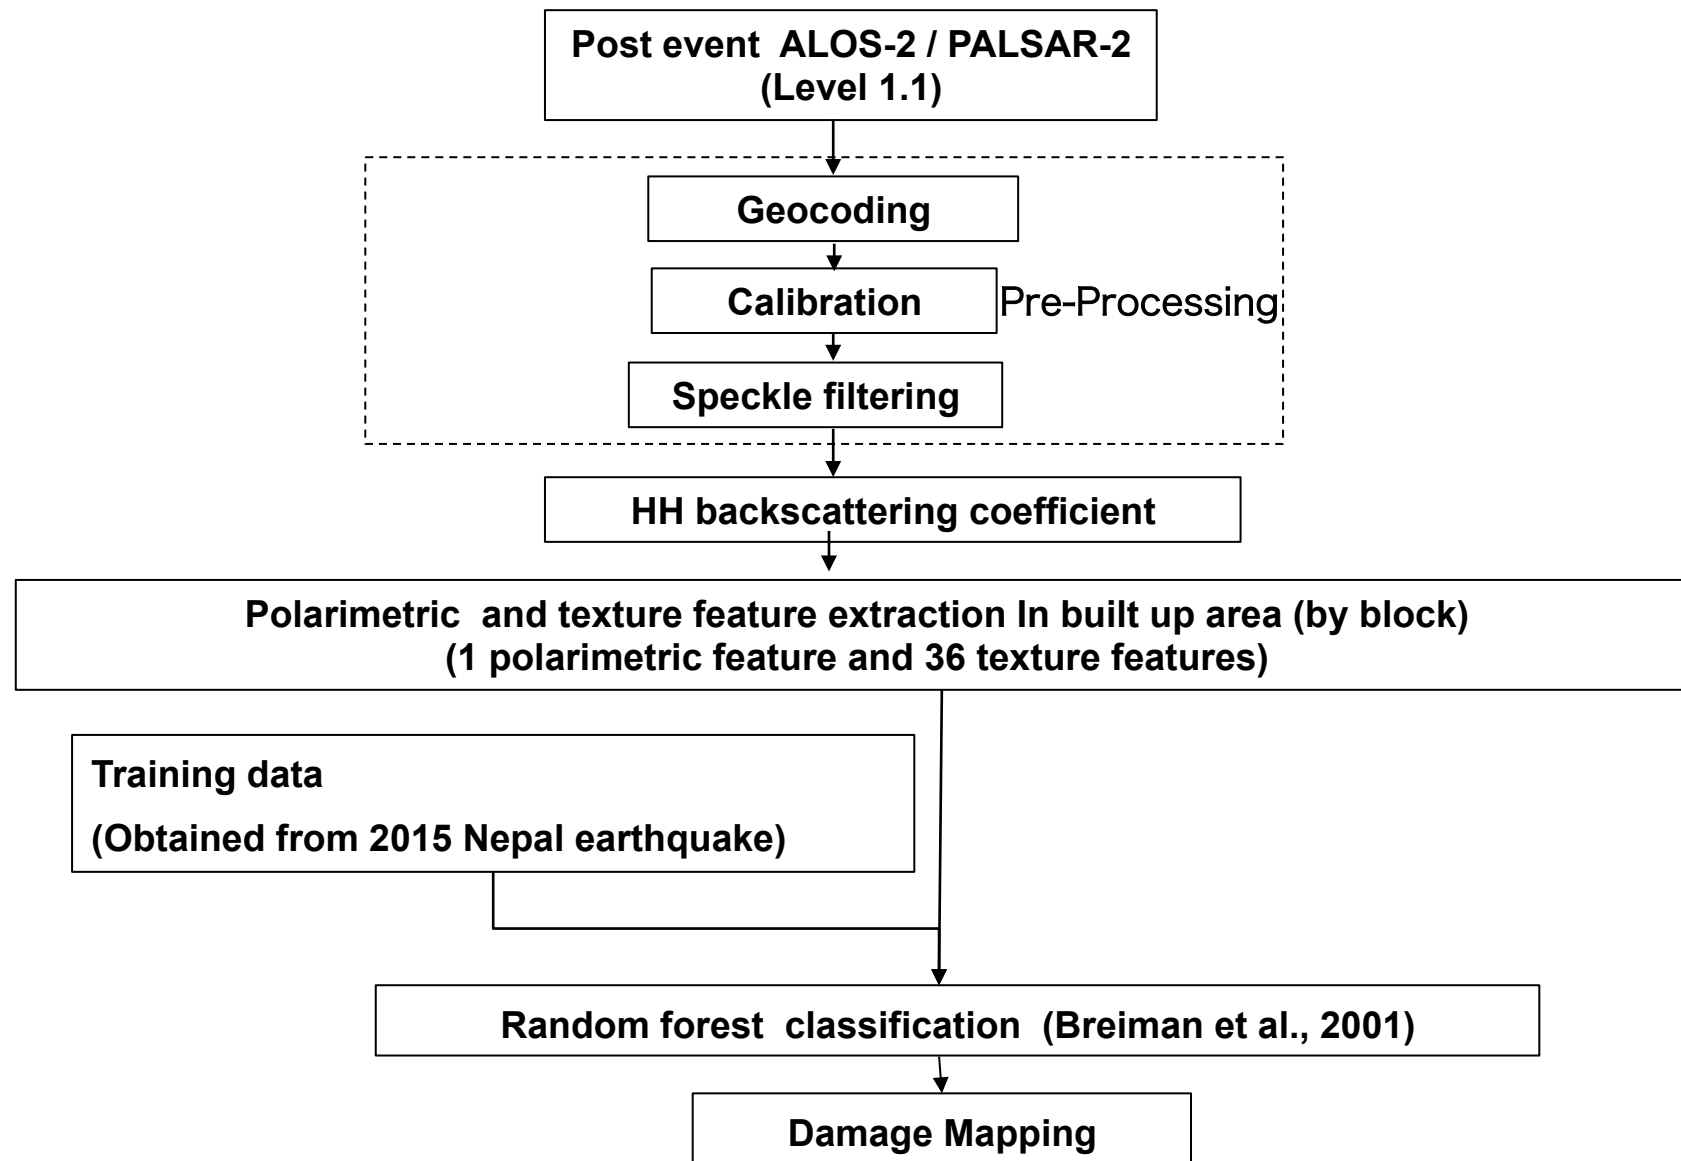 Post event ALOS-2 / PALSAR-2
(Level 1.1)
Geocoding
Calibration
Pre-Processing
Speckle filtering
HH backscattering coefficient
Polarimetric and texture feature extraction In built up area (by block)
(1 polarimetric feature and 36 texture features)
Training data
(Obtained from 2015 Nepal earthquake)
Random forest classification (Breiman et al., 2001)
Damage Mapping